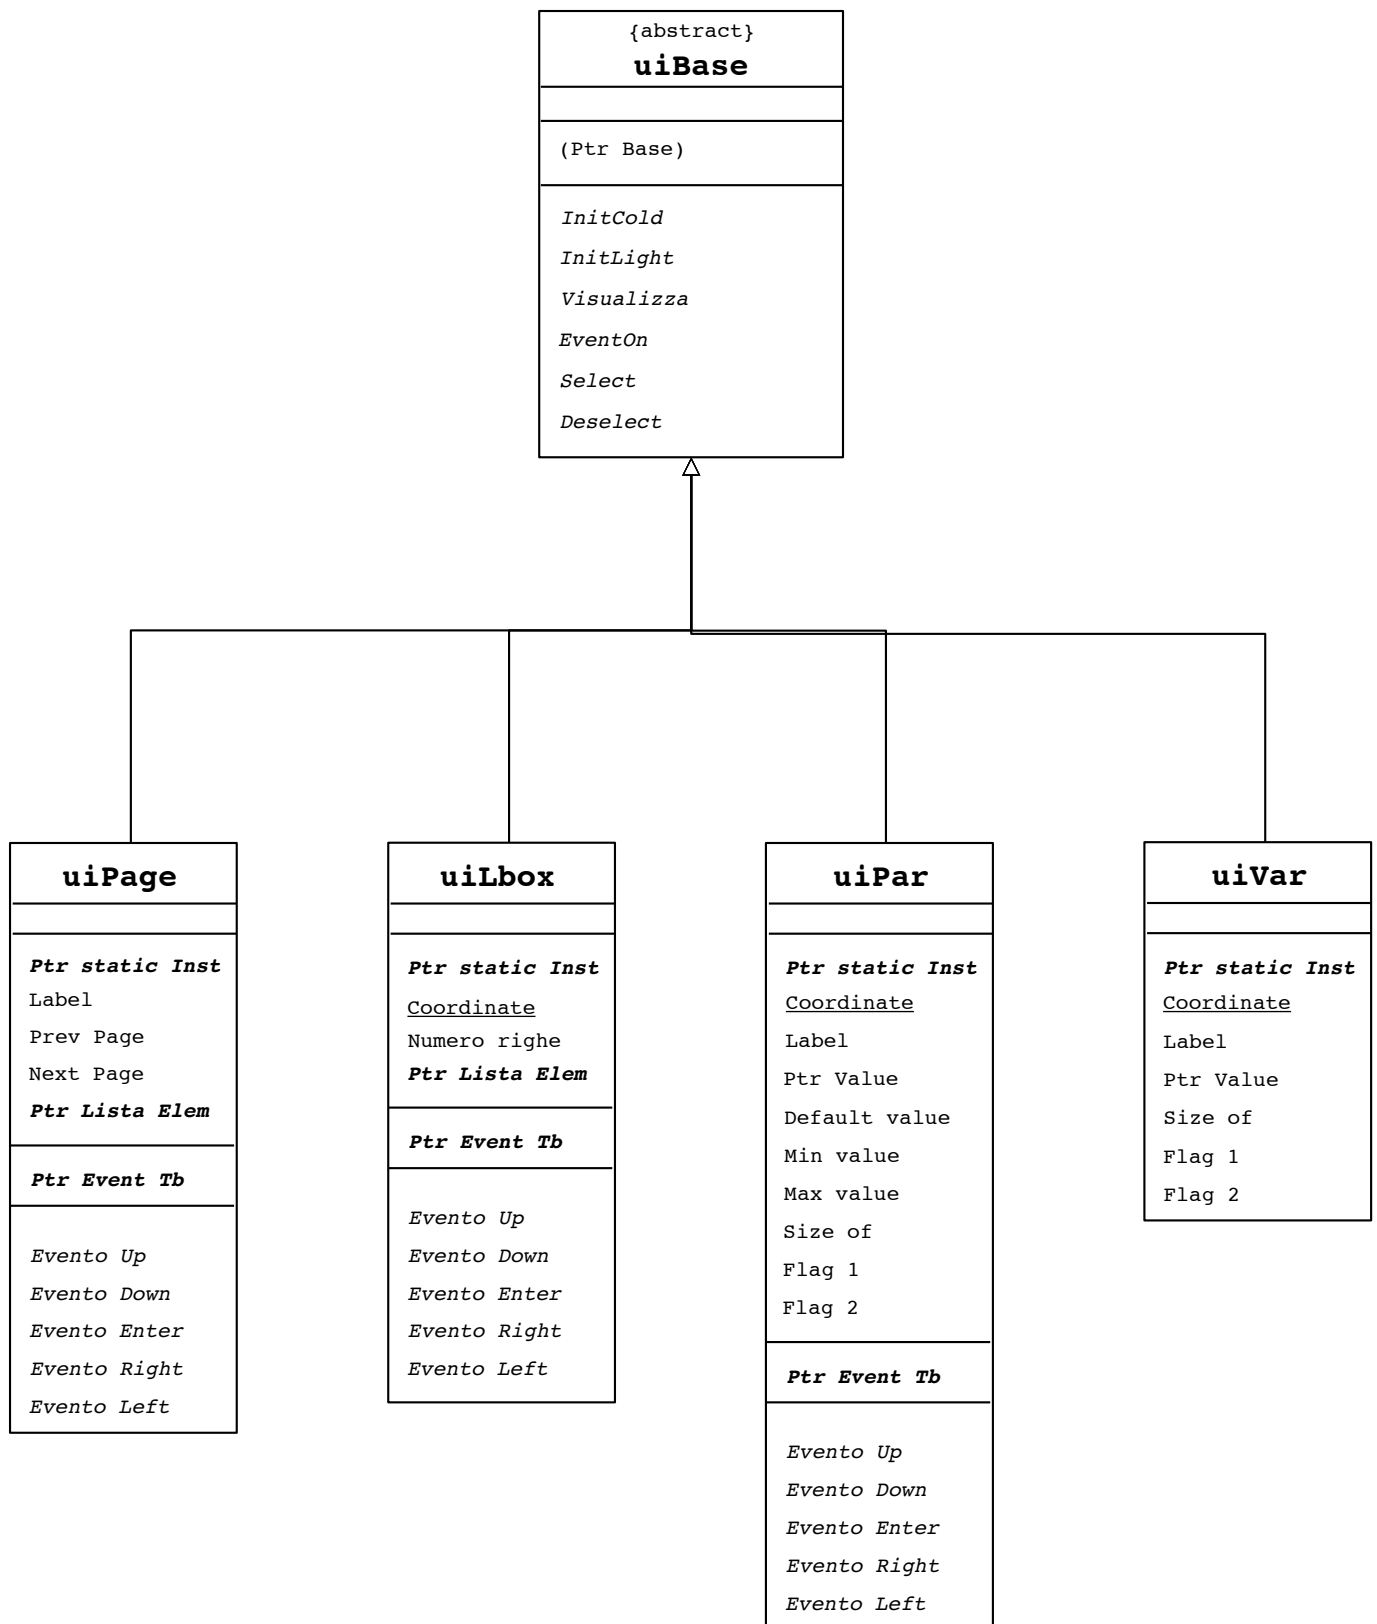 {abstract}
uiBase
(Ptr Base)
InitCold
InitLight
Visualizza
EventOn
Select
Deselect
uiPage
Ptr static Inst
Label
Prev Page
Next Page
Ptr Lista Elem
Ptr Event Tb
Evento Up
Evento Down
Evento Enter
Evento Right
Evento Left
uiLbox
Ptr static Inst
Coordinate
Numero righe
Ptr Lista Elem
Ptr Event Tb
Evento Up
Evento Down
Evento Enter
Evento Right
Evento Left
uiPar
Ptr static Inst
Coordinate
Label
Ptr Value
Default value
Min value
Max value
Size of
Flag 1
Flag 2
Ptr Event Tb
Evento Up
Evento Down
Evento Enter
Evento Right
Evento Left
uiVar
Ptr static Inst
Coordinate
Label
Ptr Value
Size of
Flag 1
Flag 2